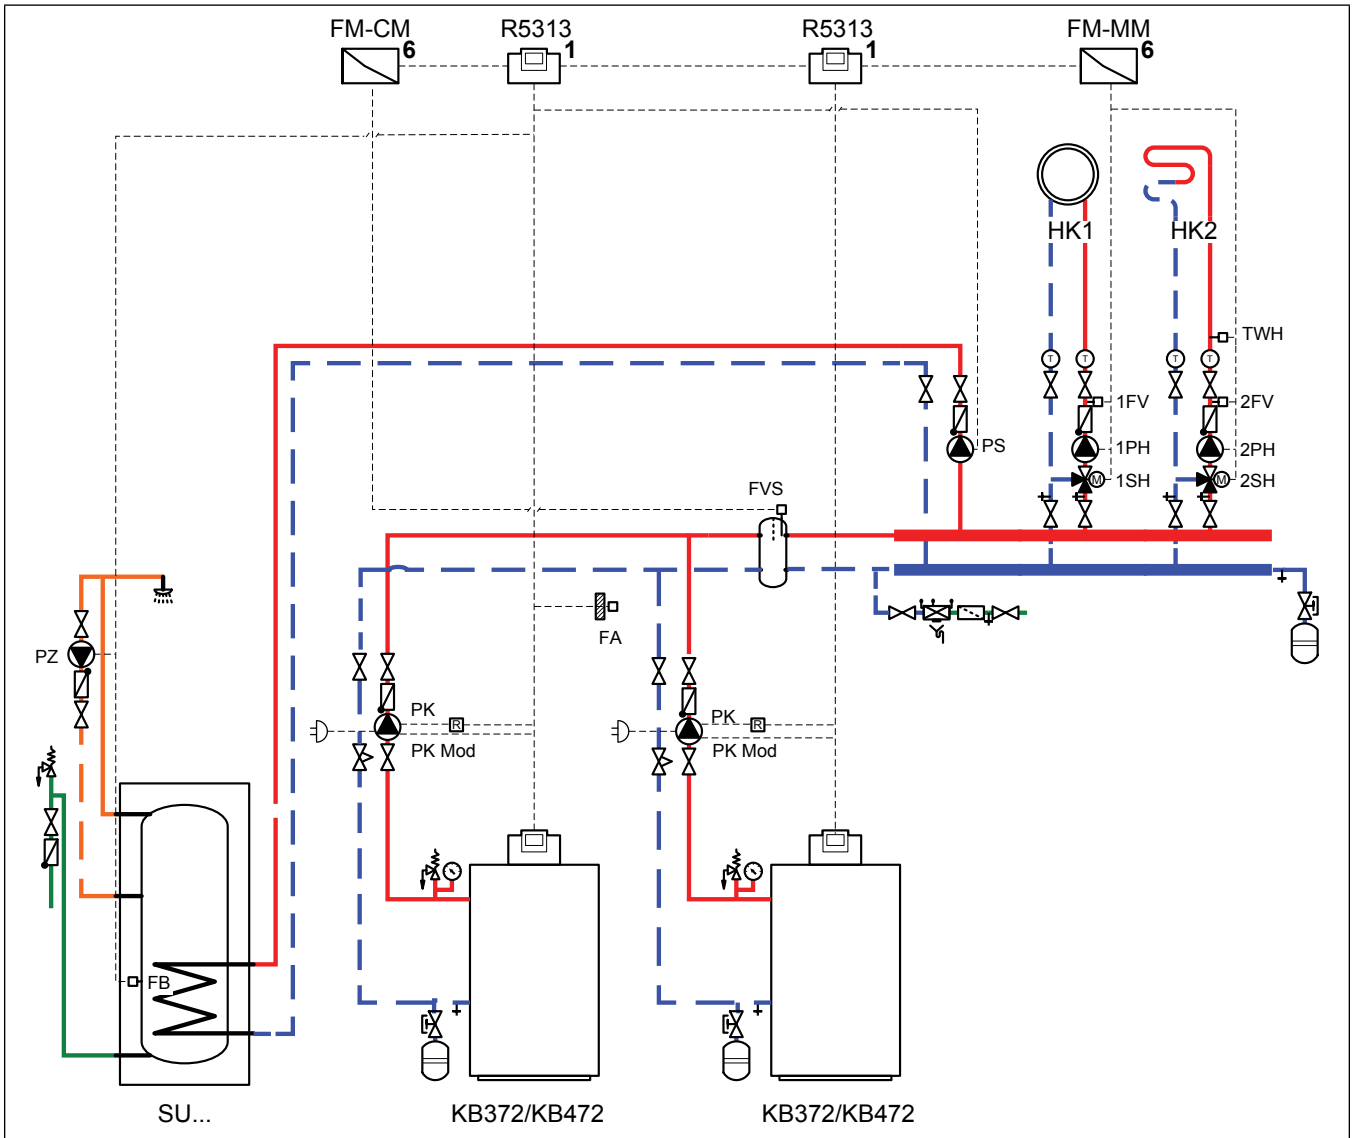 FM-CM R5313 R5313 FM-MM
6 1 1 6
HK1 HK2
TWH
T T T T
1FV 2FV
PS 1PH 2PH
M 1SH M 2SH
FVS
FA
PZ
PK R PK R
PK Mod PK Mod
FB
SU... KB372/KB472 KB372/KB472